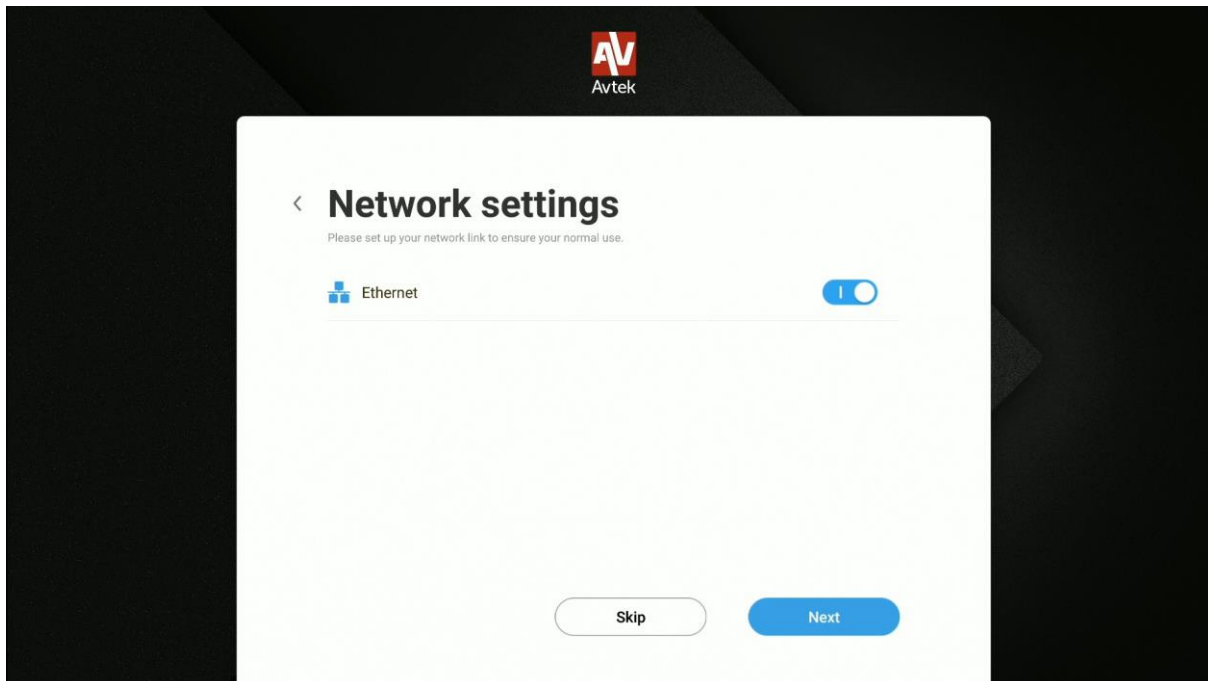 AV
Avtek
Network settings
Please set up your network link to ensure your normal use.
Ethernet
Skip
Next